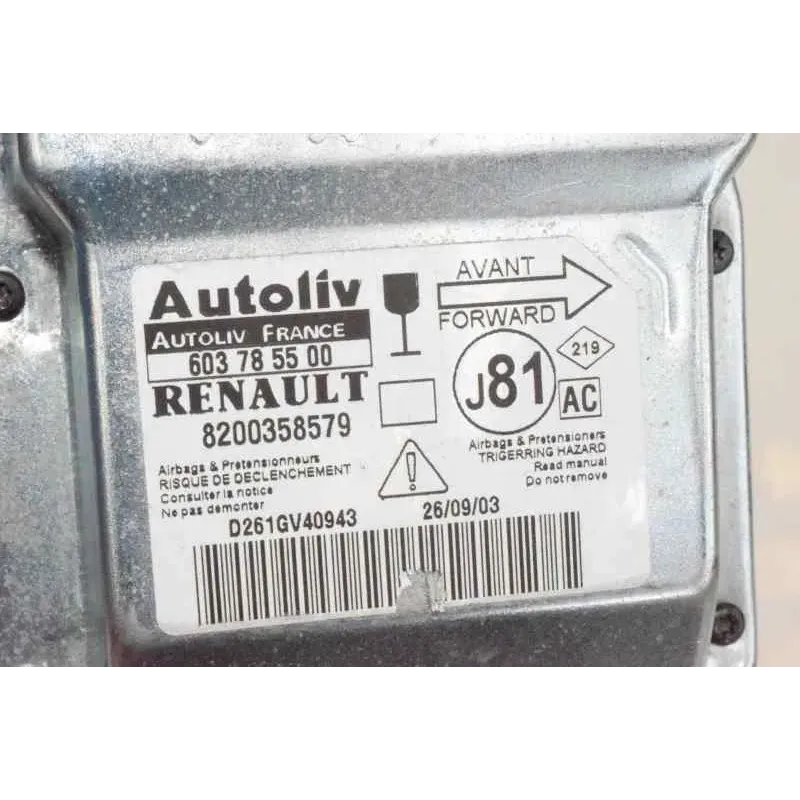 Autoliv
AUTOLIV FRANCE
603 78 55 00
RENAULT
8200358579
AVANT
FORWARD
J81
219
AC
Airbags & Pretensionneurs
RISQUE DE DECLENCHEMENT
Consulter la notice
Ne pas demonter
!
Airbags & Pretensioners
TRIGERRING HAZARD
Read manual
Do not remove
D261GV40943
26/09/03